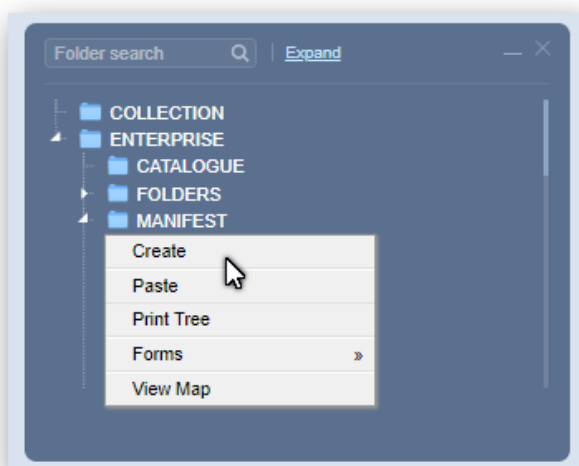 Folder search | Expand
COLLECTION
ENTERPRISE
CATALOGUE
FOLDERS
MANIFEST
Create
Paste
Print Tree
Forms »
View Map